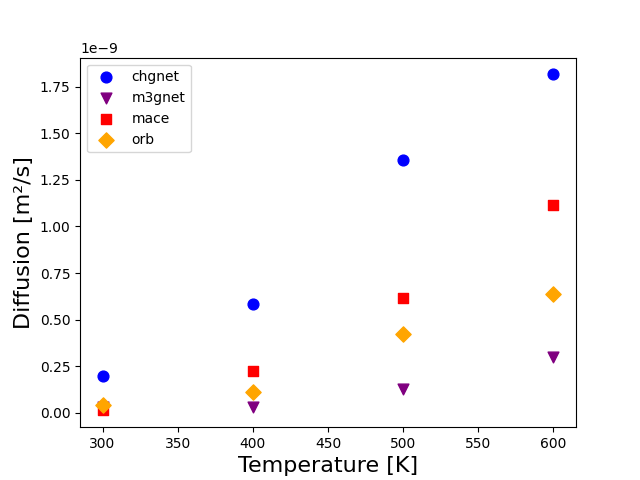 1e−9
chgnet
m3gnet
mace
orb
1.75
1.50
1.25
1.00
0.75
0.50
0.25
0.00
Diffusion [m²/s]
300 350 400 450 500 550 600
Temperature [K]